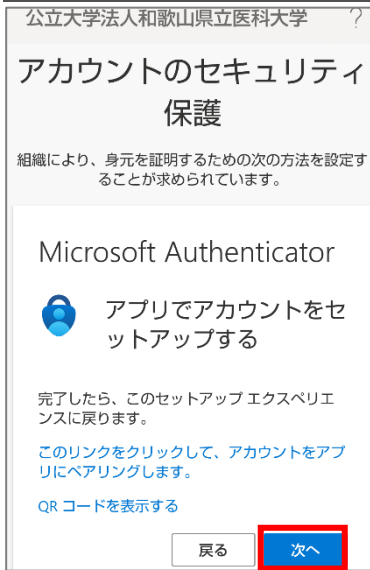 公立大学法人和歌山県立医科大学 ?
アカウントのセキュリティ
保護
組織により、身元を証明するための次の方法を設定す
ることが求められています。
Microsoft Authenticator
アプリでアカウントをセ
ットアップする
完了したら、このセットアップ エクスペリエ
ンスに戻ります。
このリンクをクリックして、アカウントをアプ
リにペアリングします。
QR コードを表示する
戻る 次へ